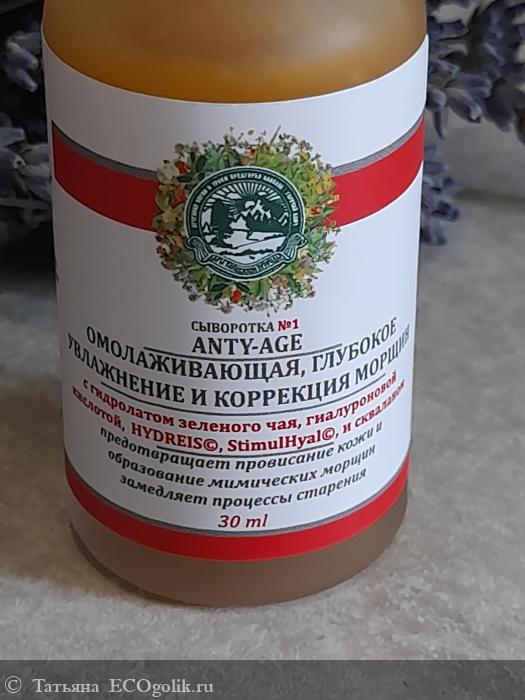 СЫВОРОТКА №1
ANTY-AGE
ОМОЛАЖИВАЮЩАЯ, ГЛУБОКОЕ
УВЛАЖНЕНИЕ И КОРРЕКЦИЯ МОРЩИН
с гидролатом зеленого чая, гиалуроновой
кислотой, HYDREIS©, StimulHyal©, и скваланом
предотвращает провисание кожи и
образование мимических морщин
замедляет процессы старения
30 ml
© Татьяна ECOgolik.ru